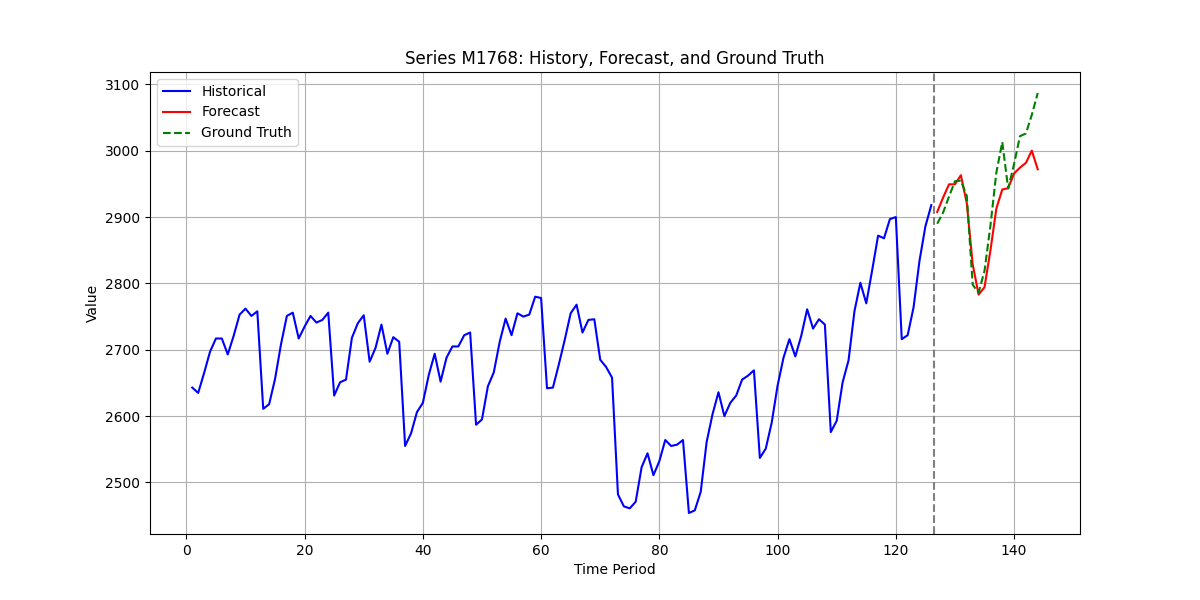 Series M1768: History, Forecast, and Ground Truth
Historical
Forecast
Ground Truth
Value
3100
3000
2900
2800
2700
2600
2500
0 20 40 60 80 100 120 140
Time Period